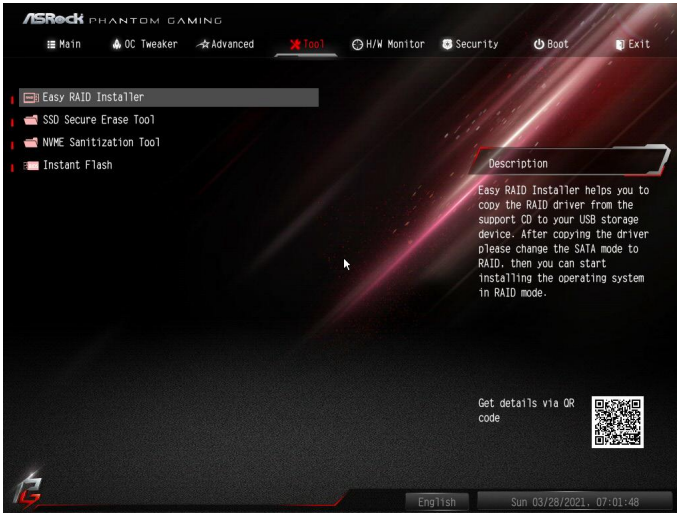 ASRock PHANTOM GAMING
Main OC Tweaker Advanced Tool H/W Monitor Security Boot Exit
Easy RAID Installer
SSD Secure Erase Tool
NVME Sanitization Tool
Instant Flash
Description
Easy RAID Installer helps you to
copy the RAID driver from the
support CD to your USB storage
device. After copying the driver
please change the SATA mode to
RAID, then you can start
installing the operating system
in RAID mode.
Get details via QR
code
English Sun 03/28/2021. 07:01:48